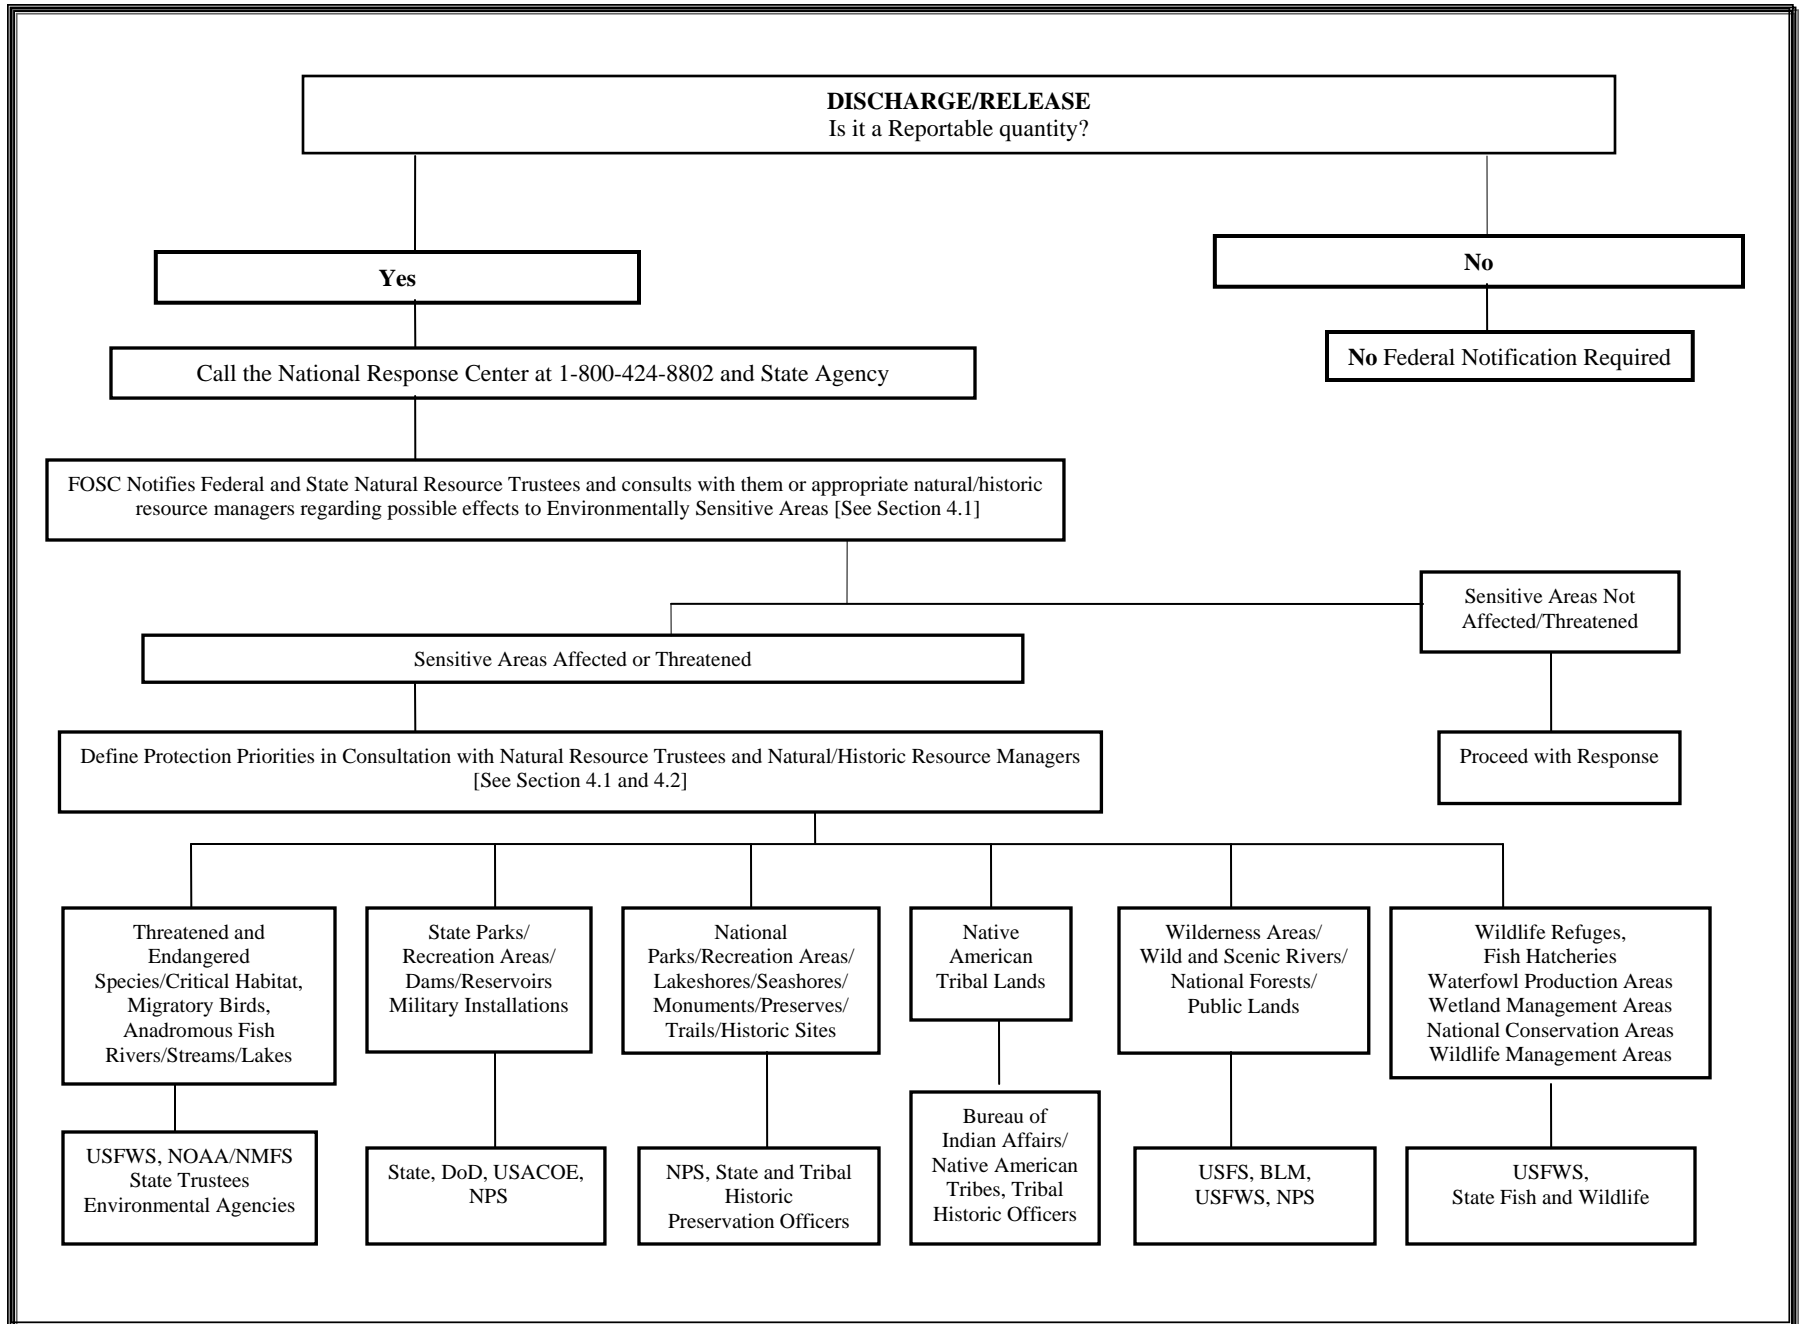 DISCHARGE/RELEASE
Is it a Reportable quantity?
Yes
No
Call the National Response Center at 1-800-424-8802 and State Agency
No Federal Notification Required
FOSC Notifies Federal and State Natural Resource Trustees and consults with them or appropriate natural/historic
resource managers regarding possible effects to Environmentally Sensitive Areas [See Section 4.1]
Sensitive Areas Not
Affected/Threatened
Sensitive Areas Affected or Threatened
Define Protection Priorities in Consultation with Natural Resource Trustees and Natural/Historic Resource Managers
[See Section 4.1 and 4.2]
Proceed with Response
Threatened and
Endangered
Species/Critical Habitat,
Migratory Birds,
Anadromous Fish
Rivers/Streams/Lakes
State Parks/
Recreation Areas/
Dams/Reservoirs
Military Installations
National
Parks/Recreation Areas/
Lakeshores/Seashores/
Monuments/Preserves/
Trails/Historic Sites
Native
American
Tribal Lands
Wilderness Areas/
Wild and Scenic Rivers/
National Forests/
Public Lands
Wildlife Refuges,
Fish Hatcheries
Waterfowl Production Areas
Wetland Management Areas
National Conservation Areas
Wildlife Management Areas
USFWS, NOAA/NMFS
State Trustees
Environmental Agencies
State, DoD, USACOE,
NPS
NPS, State and Tribal
Historic
Preservation Officers
Bureau of
Indian Affairs/
Native American
Tribes, Tribal
Historic Officers
USFS, BLM,
USFWS, NPS
USFWS,
State Fish and Wildlife